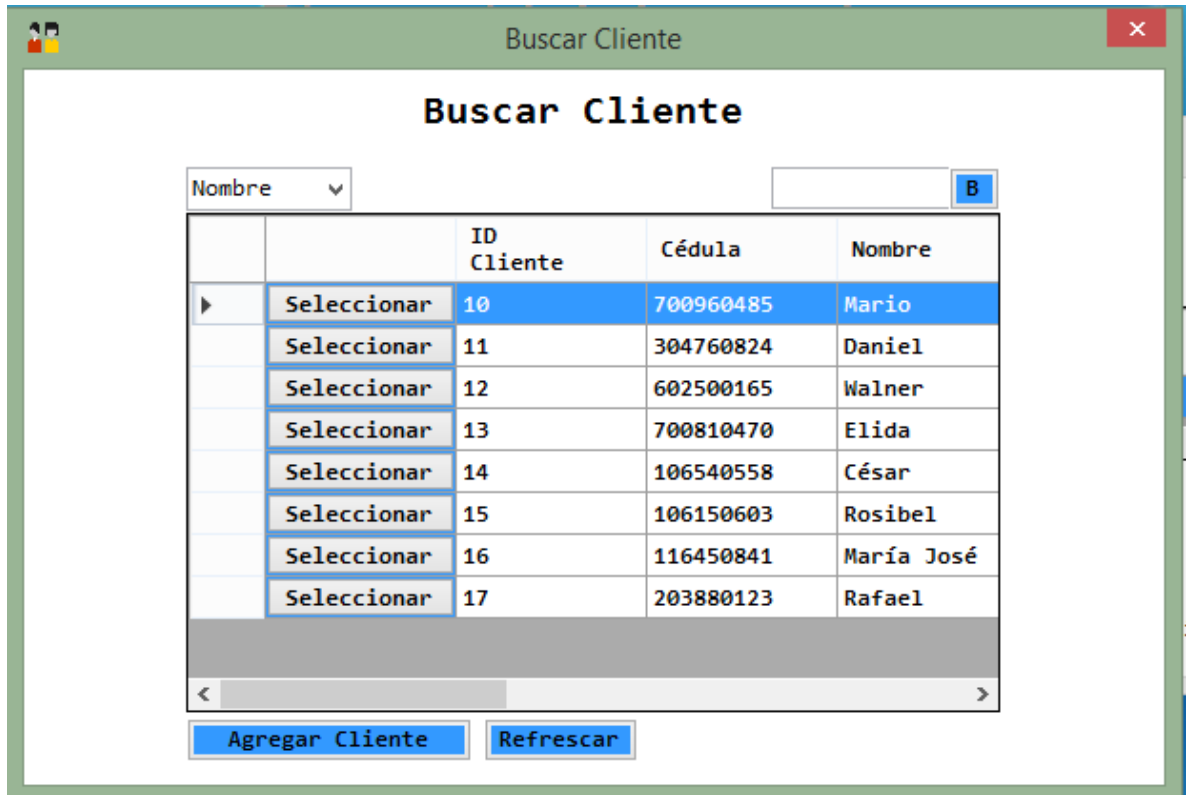 Buscar Cliente
Buscar Cliente
Nombre B
ID Cliente Cédula Nombre
Seleccionar 10 700960485 Mario
Seleccionar 11 304760824 Daniel
Seleccionar 12 602500165 Walner
Seleccionar 13 700810470 Elida
Seleccionar 14 106540558 César
Seleccionar 15 106150603 Rosibel
Seleccionar 16 116450841 María José
Seleccionar 17 203880123 Rafael
Agregar Cliente Refrescar